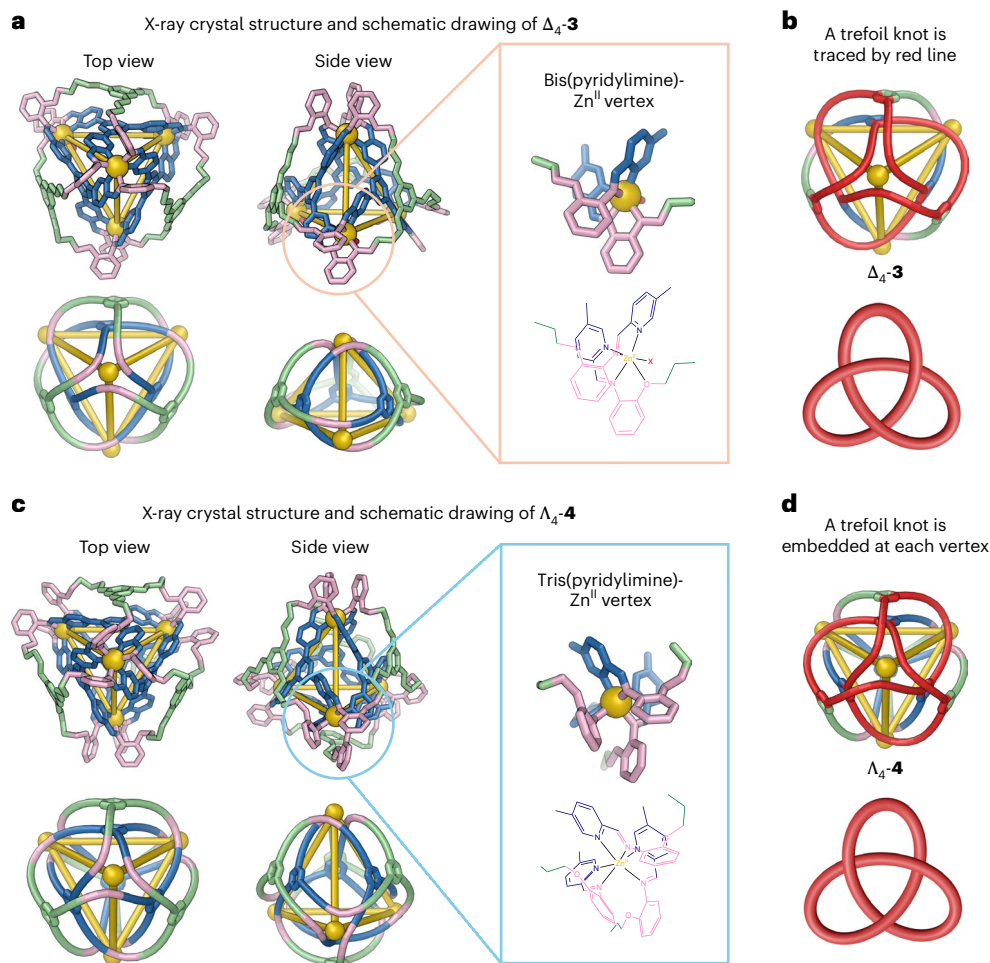 a
X-ray crystal structure and schematic drawing of Δ4-3
Top view
Side view
Bis(pyridylimine)-
ZnII vertex
N
N
N
N
Zn
X
O
b
A trefoil knot is
traced by red line
Δ4-3
c
X-ray crystal structure and schematic drawing of Λ4-4
Top view
Side view
Tris(pyridylimine)-
ZnII vertex
N
N
N
N
N
N
Zn
O
O
O
d
A trefoil knot is
embedded at each vertex
Λ4-4